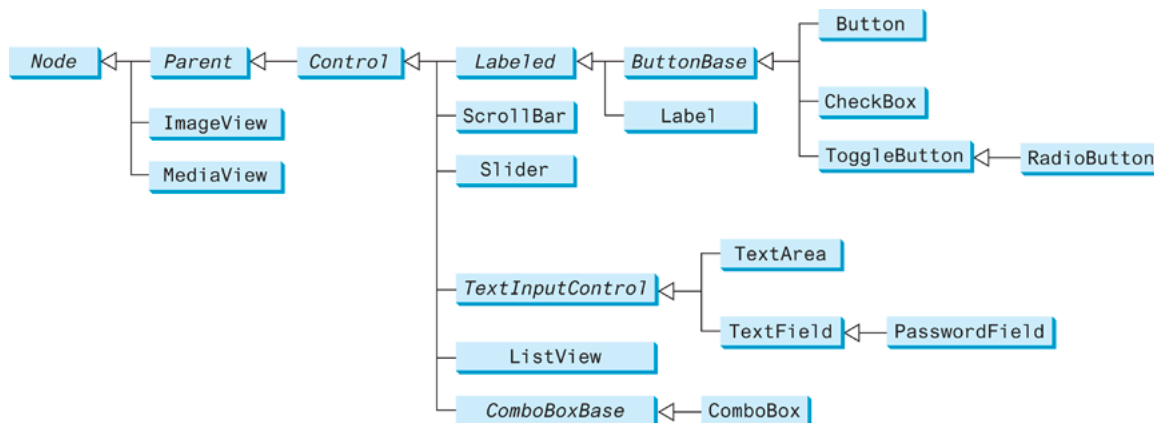 Button
Node
Parent
Control
Labeled
ButtonBase
ImageView
ScrollBar
Label
CheckBox
MediaView
Slider
ToggleButton
RadioButton
TextArea
TextInputControl
TextField
PasswordField
ListView
ComboBoxBase
ComboBox